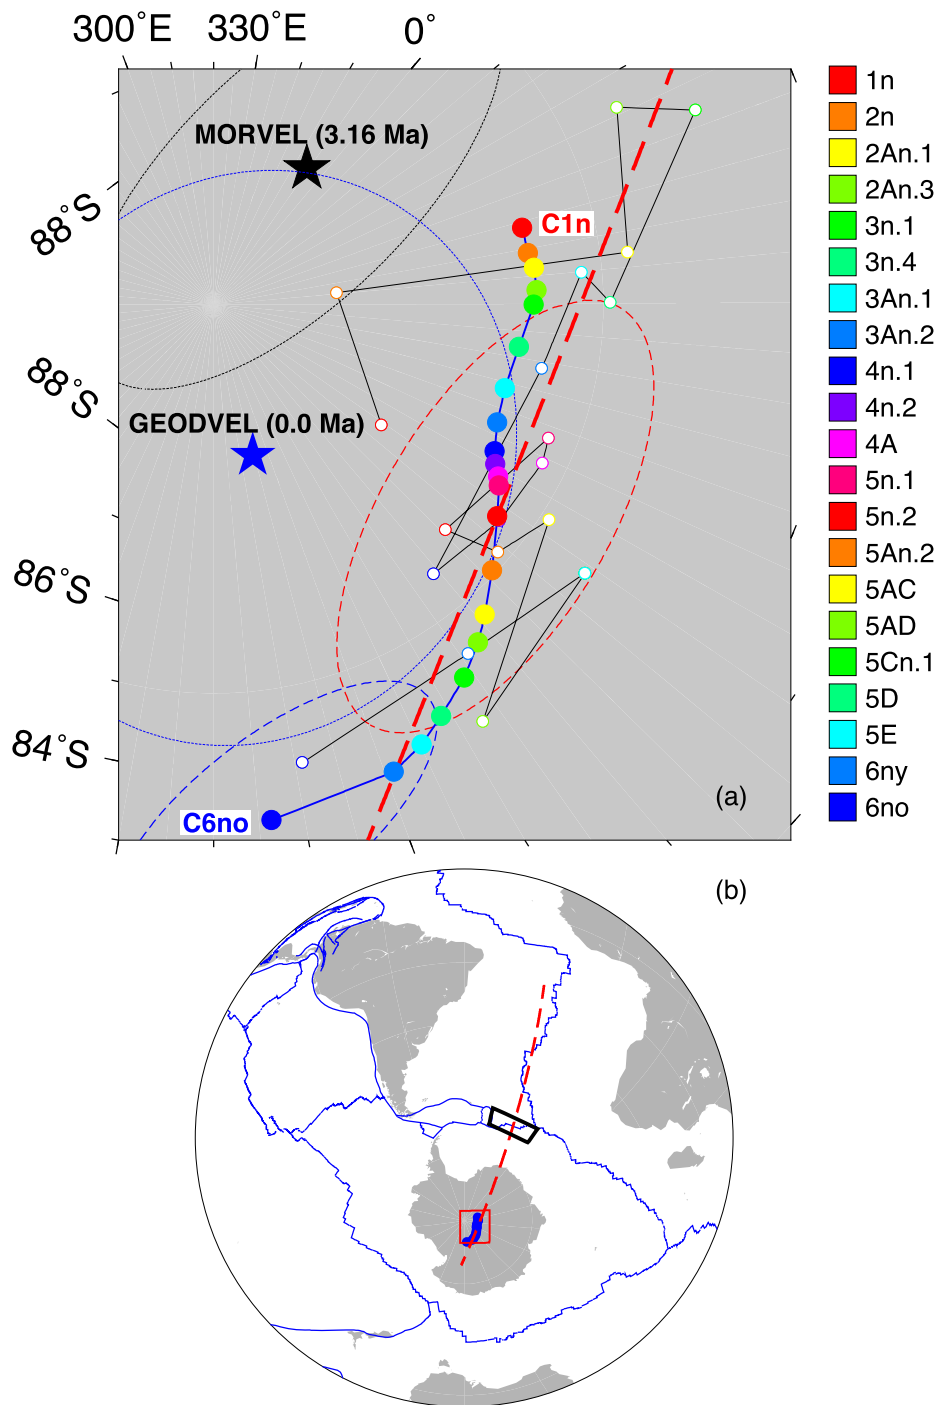 300°E 330°E 0°
MORVEL (3.16 Ma)
88°S
C1n
88°S
GEODVEL (0.0 Ma)
86°S
84°S
C6no
(a)
1n
2n
2An.1
2An.3
3n.1
3n.4
3An.1
3An.2
4n.1
4n.2
4A
5n.1
5n.2
5An.2
5AC
5AD
5Cn.1
5D
5E
6ny
6no
(b)